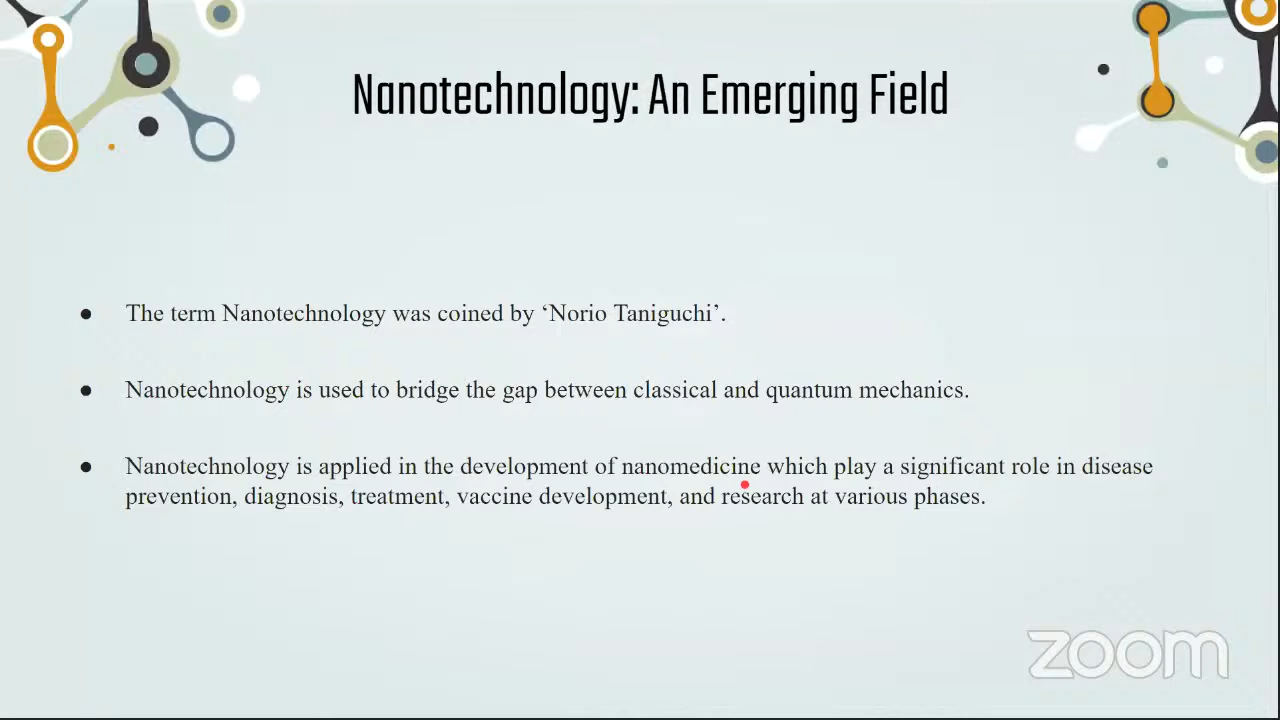 Nanotechnology: An Emerging Field
● The term Nanotechnology was coined by ‘Norio Taniguchi’.
● Nanotechnology is used to bridge the gap between classical and quantum mechanics.
● Nanotechnology is applied in the development of nanomedicine which play a significant role in disease
prevention, diagnosis, treatment, vaccine development, and research at various phases.
zoom